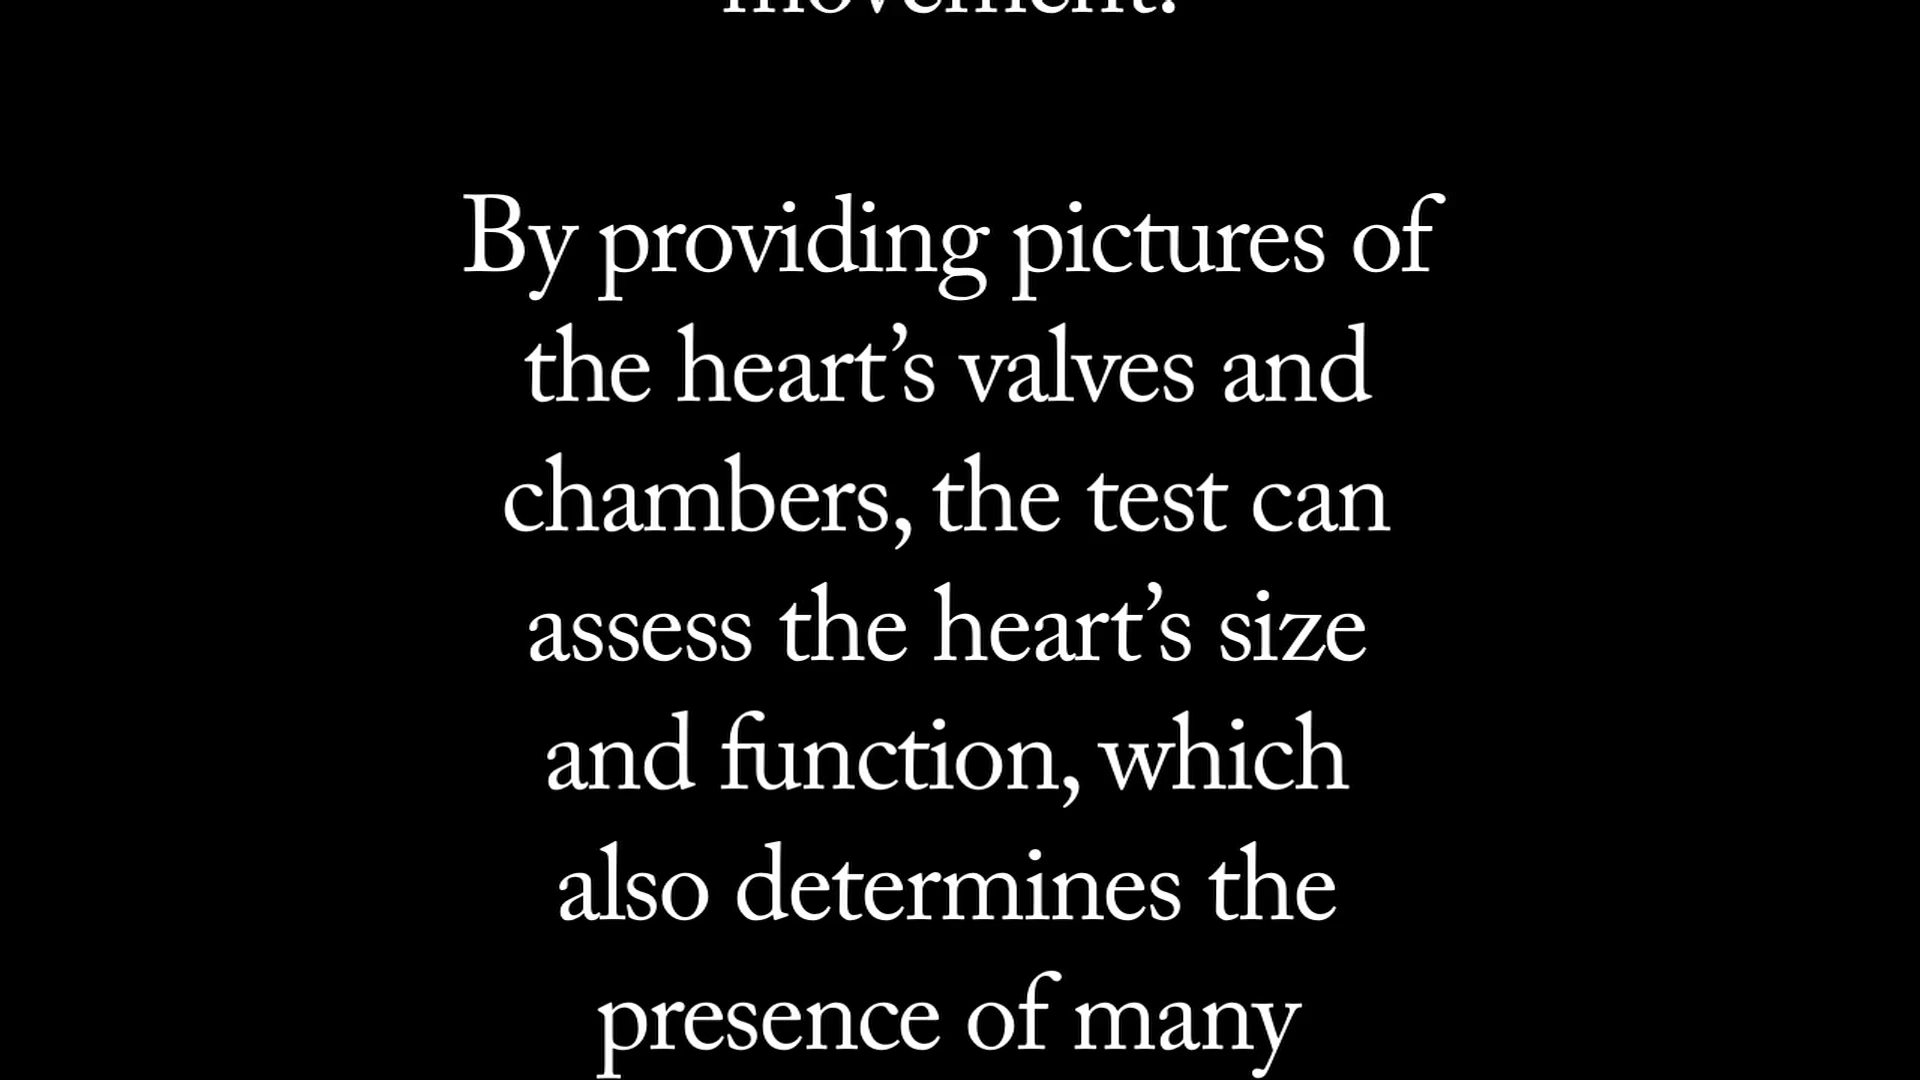 movement.
By providing pictures of
the heart’s valves and
chambers, the test can
assess the heart’s size
and function, which
also determines the
presence of many